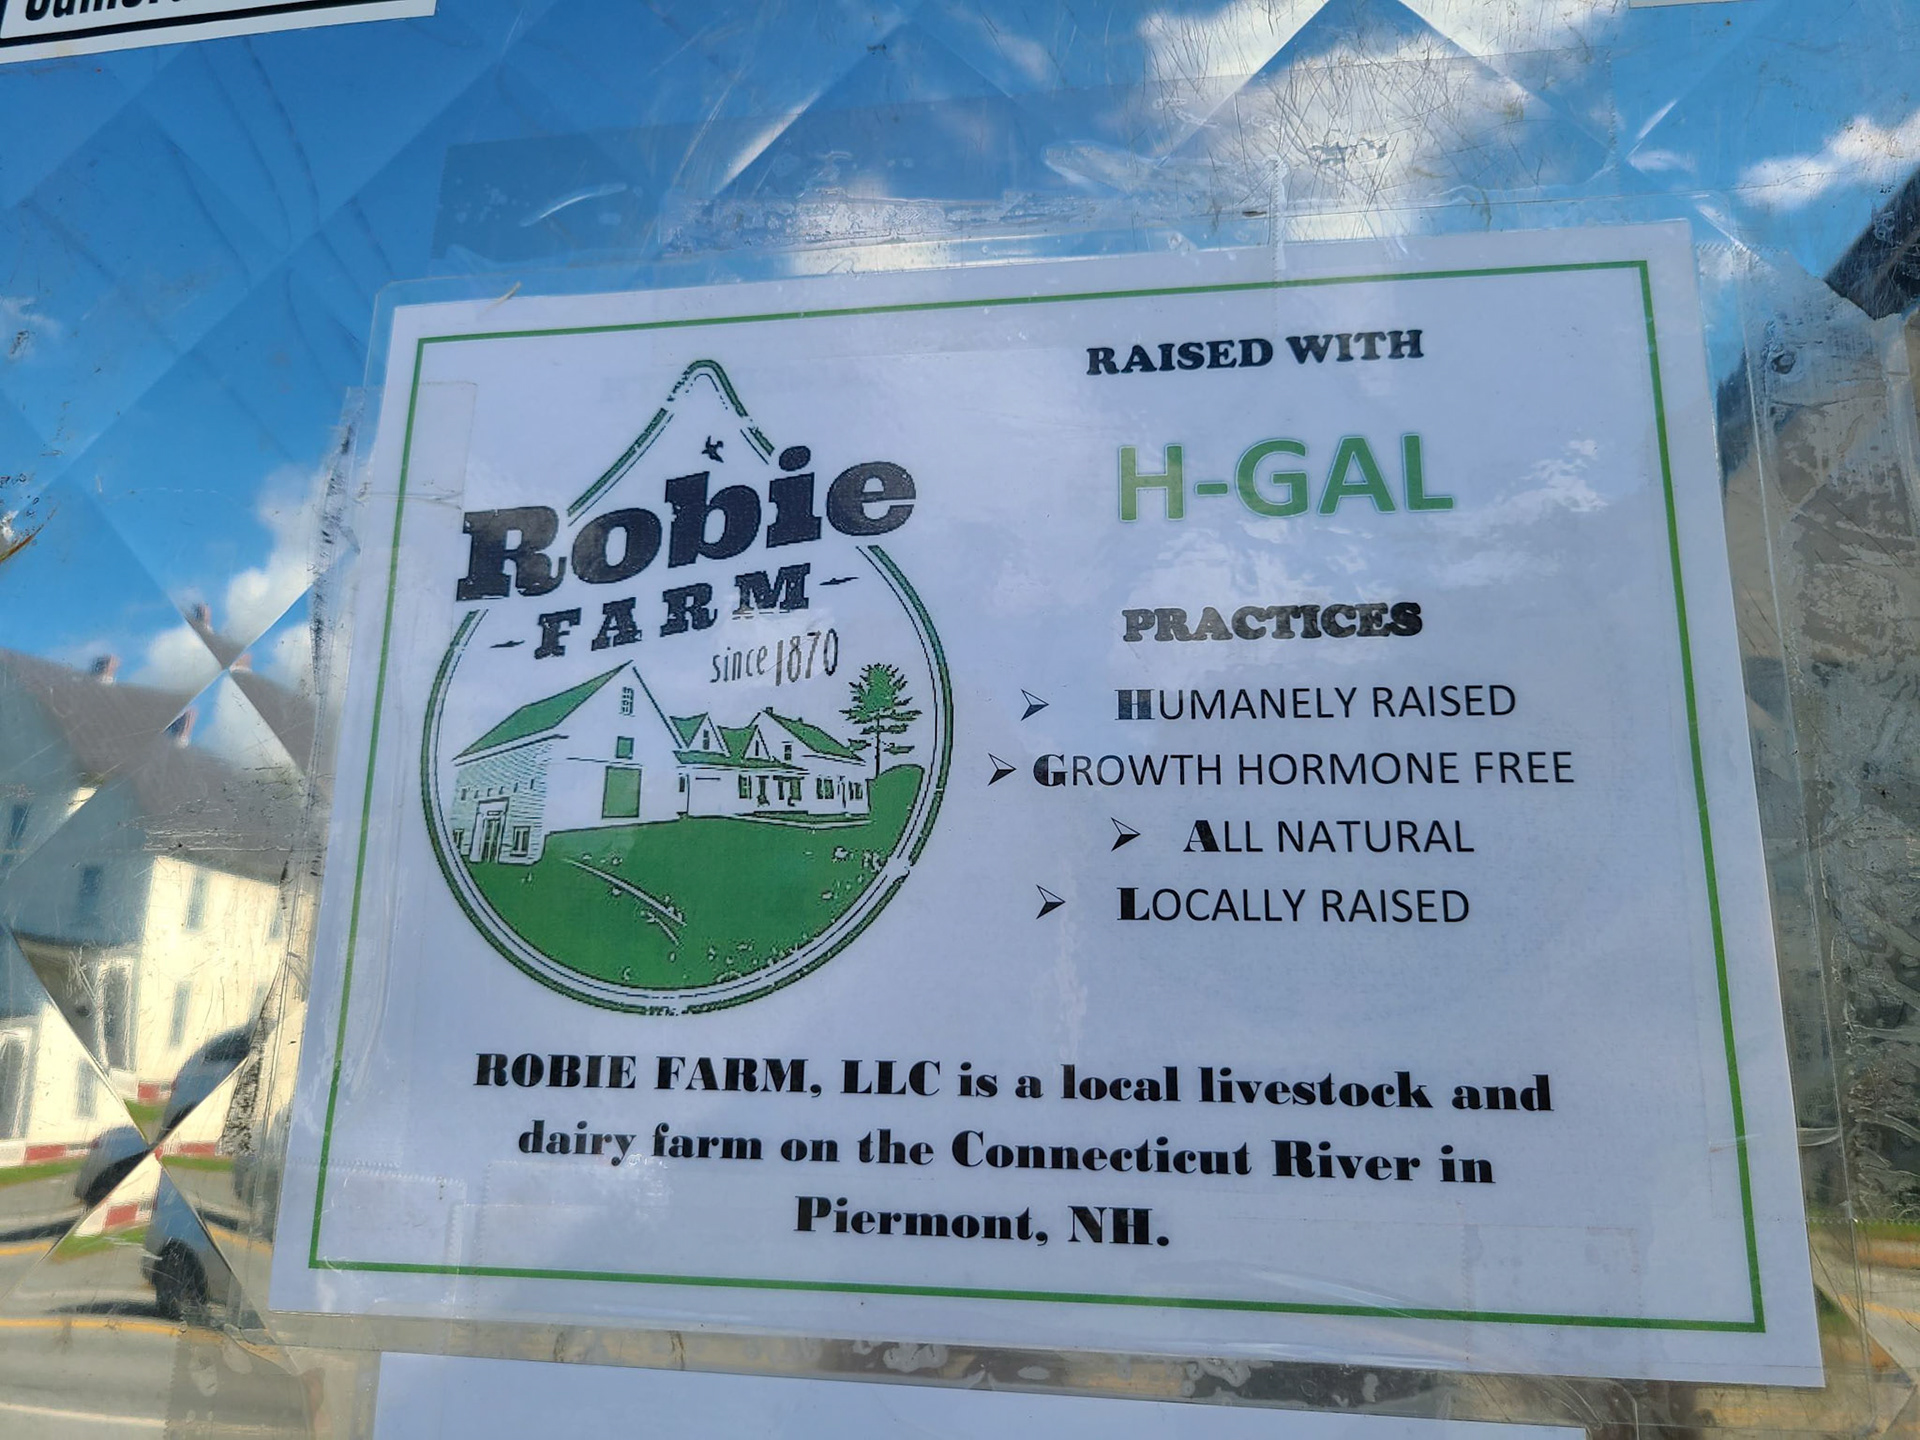 Robie
-FARM-
since 1870
RAISED WITH
H-GAL
PRACTICES
➢ HUMANELY RAISED
➢ GROWTH HORMONE FREE
➢ ALL NATURAL
➢ LOCALLY RAISED
ROBIE FARM, LLC is a local livestock and
dairy farm on the Connecticut River in
Piermont, NH.